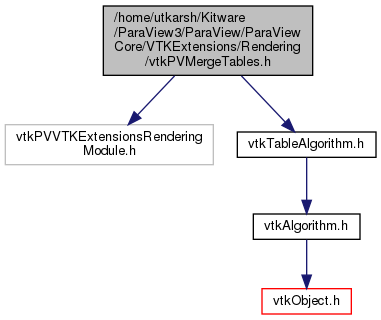 /home/utkarsh/Kitware
/ParaView3/ParaView/ParaView
Core/VTKExtensions/Rendering
/vtkPVMergeTables.h
vtkPVVTKExtensionsRendering
Module.h
vtkTableAlgorithm.h
vtkAlgorithm.h
vtkObject.h